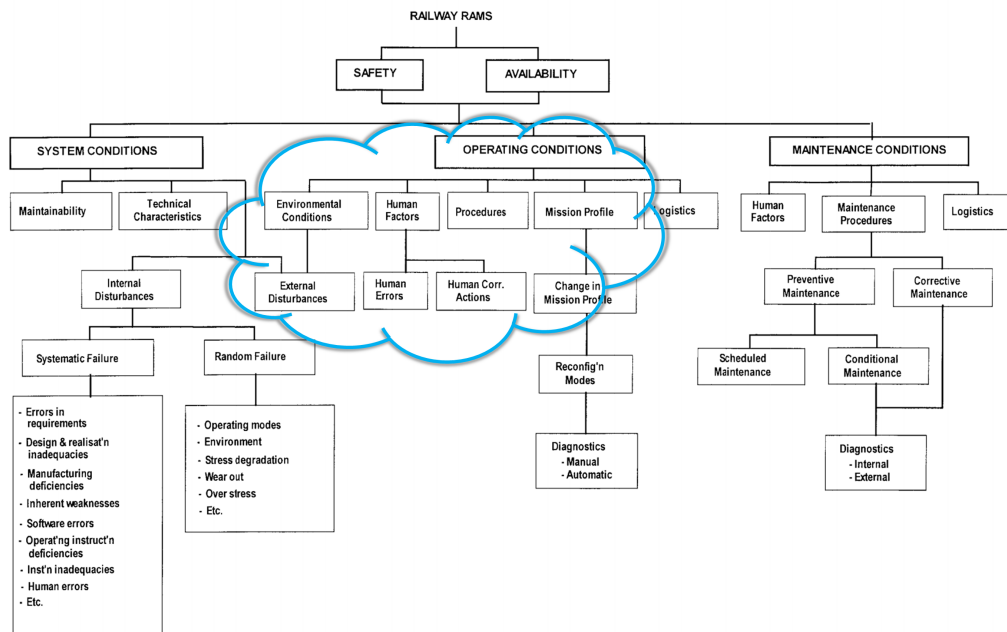 RAILWAY RAMS
SAFETY
AVAILABILITY
SYSTEM CONDITIONS
OPERATING CONDITIONS
MAINTENANCE CONDITIONS
Maintainability
Technical
Characteristics
Environmental
Conditions
Human
Factors
Procedures
Mission Profile
Logistics
Human
Factors
Maintenance
Procedures
Logistics
Internal
Disturbances
External
Disturbances
Human
Errors
Human Corr.
Actions
Change in
Mission Profile
Preventive
Maintenance
Corrective
Maintenance
Systematic Failure
Random Failure
Reconfig'n
Modes
Scheduled
Maintenance
Conditional
Maintenance
- Errors in
requirements
- Design & realisat'n
inadequacies
- Manufacturing
deficiencies
- Inherent weaknesses
- Software errors
- Operat'ng instruct'n
deficiencies
- Inst'n inadequacies
- Human errors
- Etc.
- Operating modes
- Environment
- Stress degradation
- Wear out
- Over stress
- Etc.
Diagnostics
- Manual
- Automatic
Diagnostics
- Internal
- External